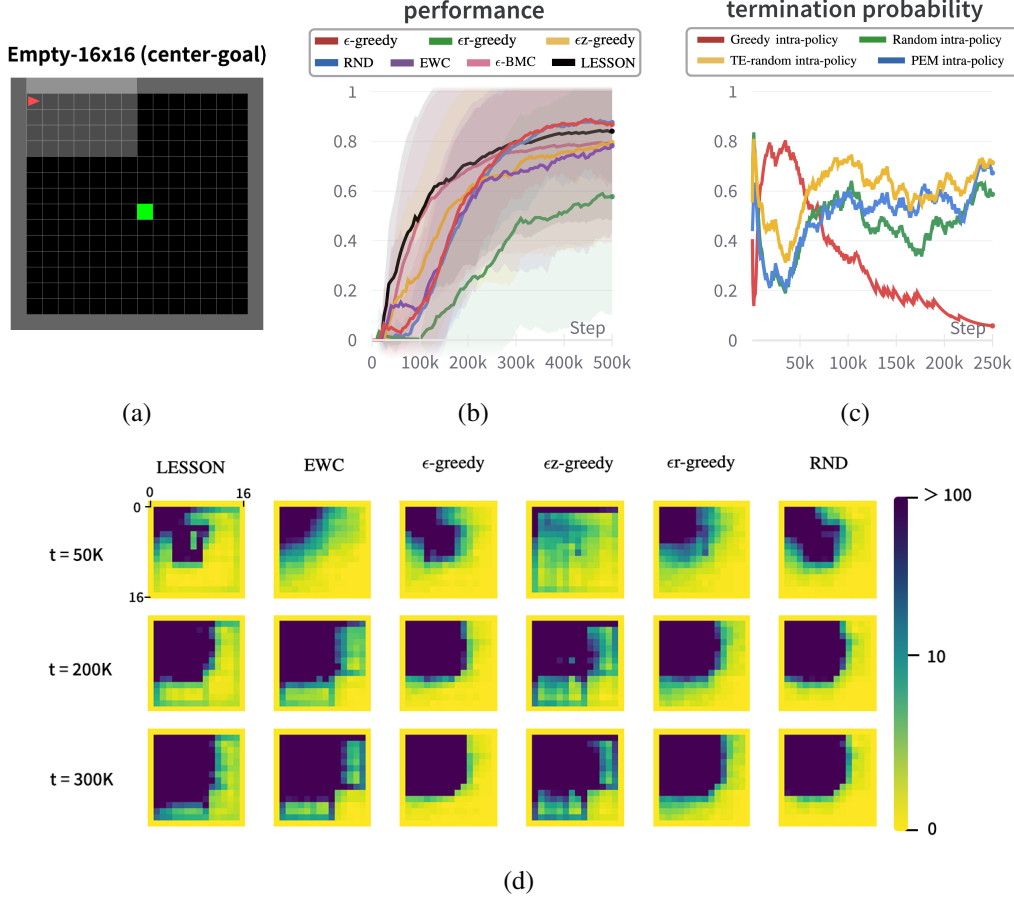 performance
termination probability
Empty-16x16 (center-goal)
ϵ-greedy ϵr-greedy ϵz-greedy
RND EWC ϵ-BMC LESSON
Greedy intra-policy Random intra-policy
TE-random intra-policy PEM intra-policy
1
0.8
0.6
0.4
0.2
0
Step
0 100k 200k 300k 400k 500k
1
0.8
0.6
0.4
0.2
0
Step
50k 100k 150k 200k 250k
(a) (b) (c)
LESSON EWC ϵ-greedy ϵz-greedy ϵr-greedy RND
0 16
0
16
t = 50K
t = 200K
t = 300K
> 100
10
0
(d)